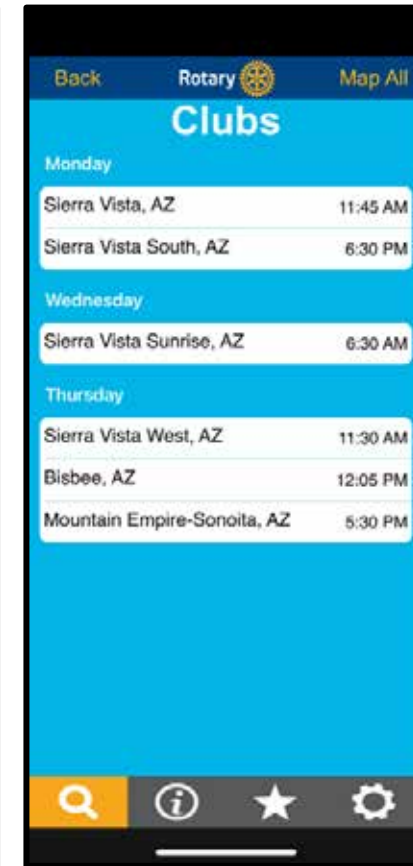 Back Rotary Map All
Clubs
Monday
Sierra Vista, AZ 11:45 AM
Sierra Vista South, AZ 6:30 PM
Wednesday
Sierra Vista Sunrise, AZ 6:30 AM
Thursday
Sierra Vista West, AZ 11:30 AM
Bisbee, AZ 12:05 PM
Mountain Empire-Sonoita, AZ 5:30 PM